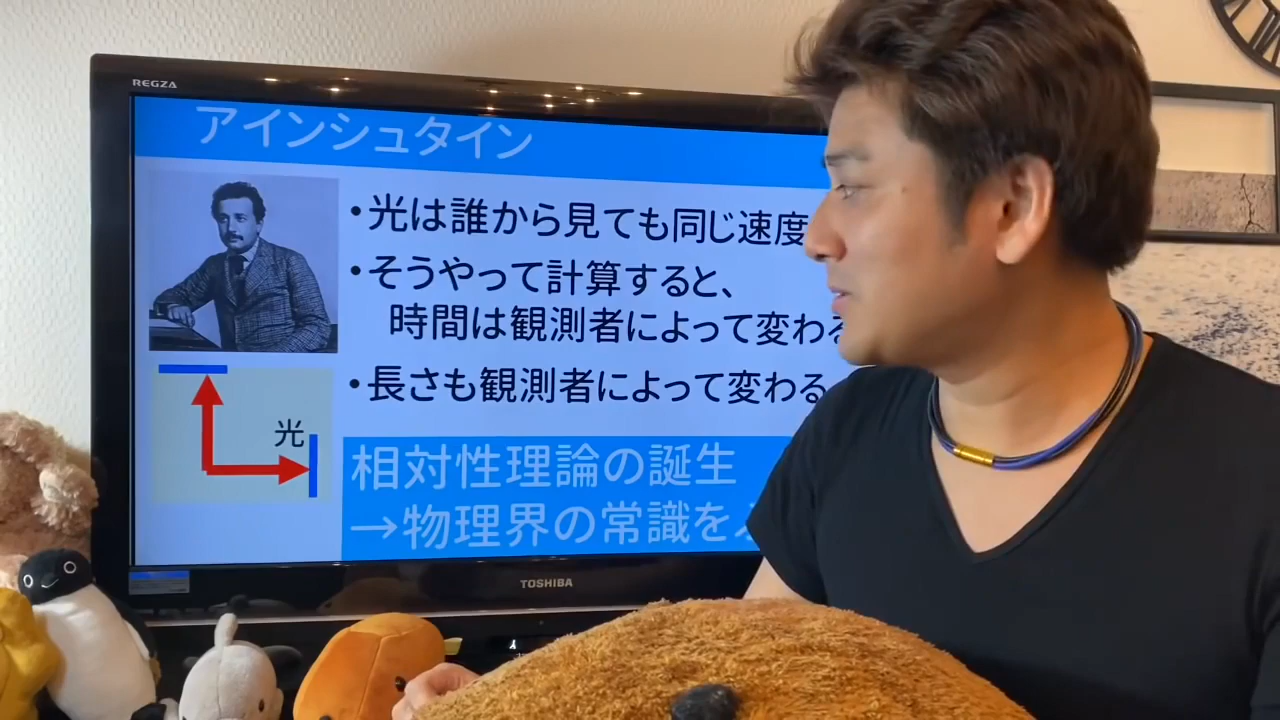 REGZA
アインシュタイン
・光は誰から見ても同じ速度
・そうやって計算すると、
時間は観測者によって変わる
・長さも観測者によって変わる
光
相対性理論の誕生
→物理界の常識を
TOSHIBA